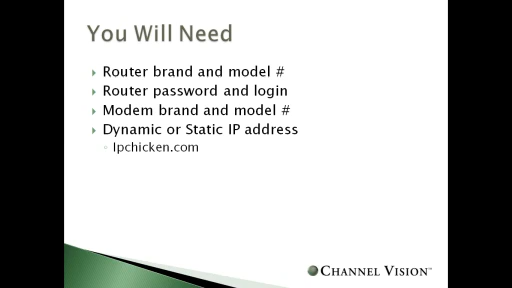 You Will Need
Router brand and model #
Router password and login
Modem brand and model #
Dynamic or Static IP address
Ipchicken.com
CHANNEL VISION™